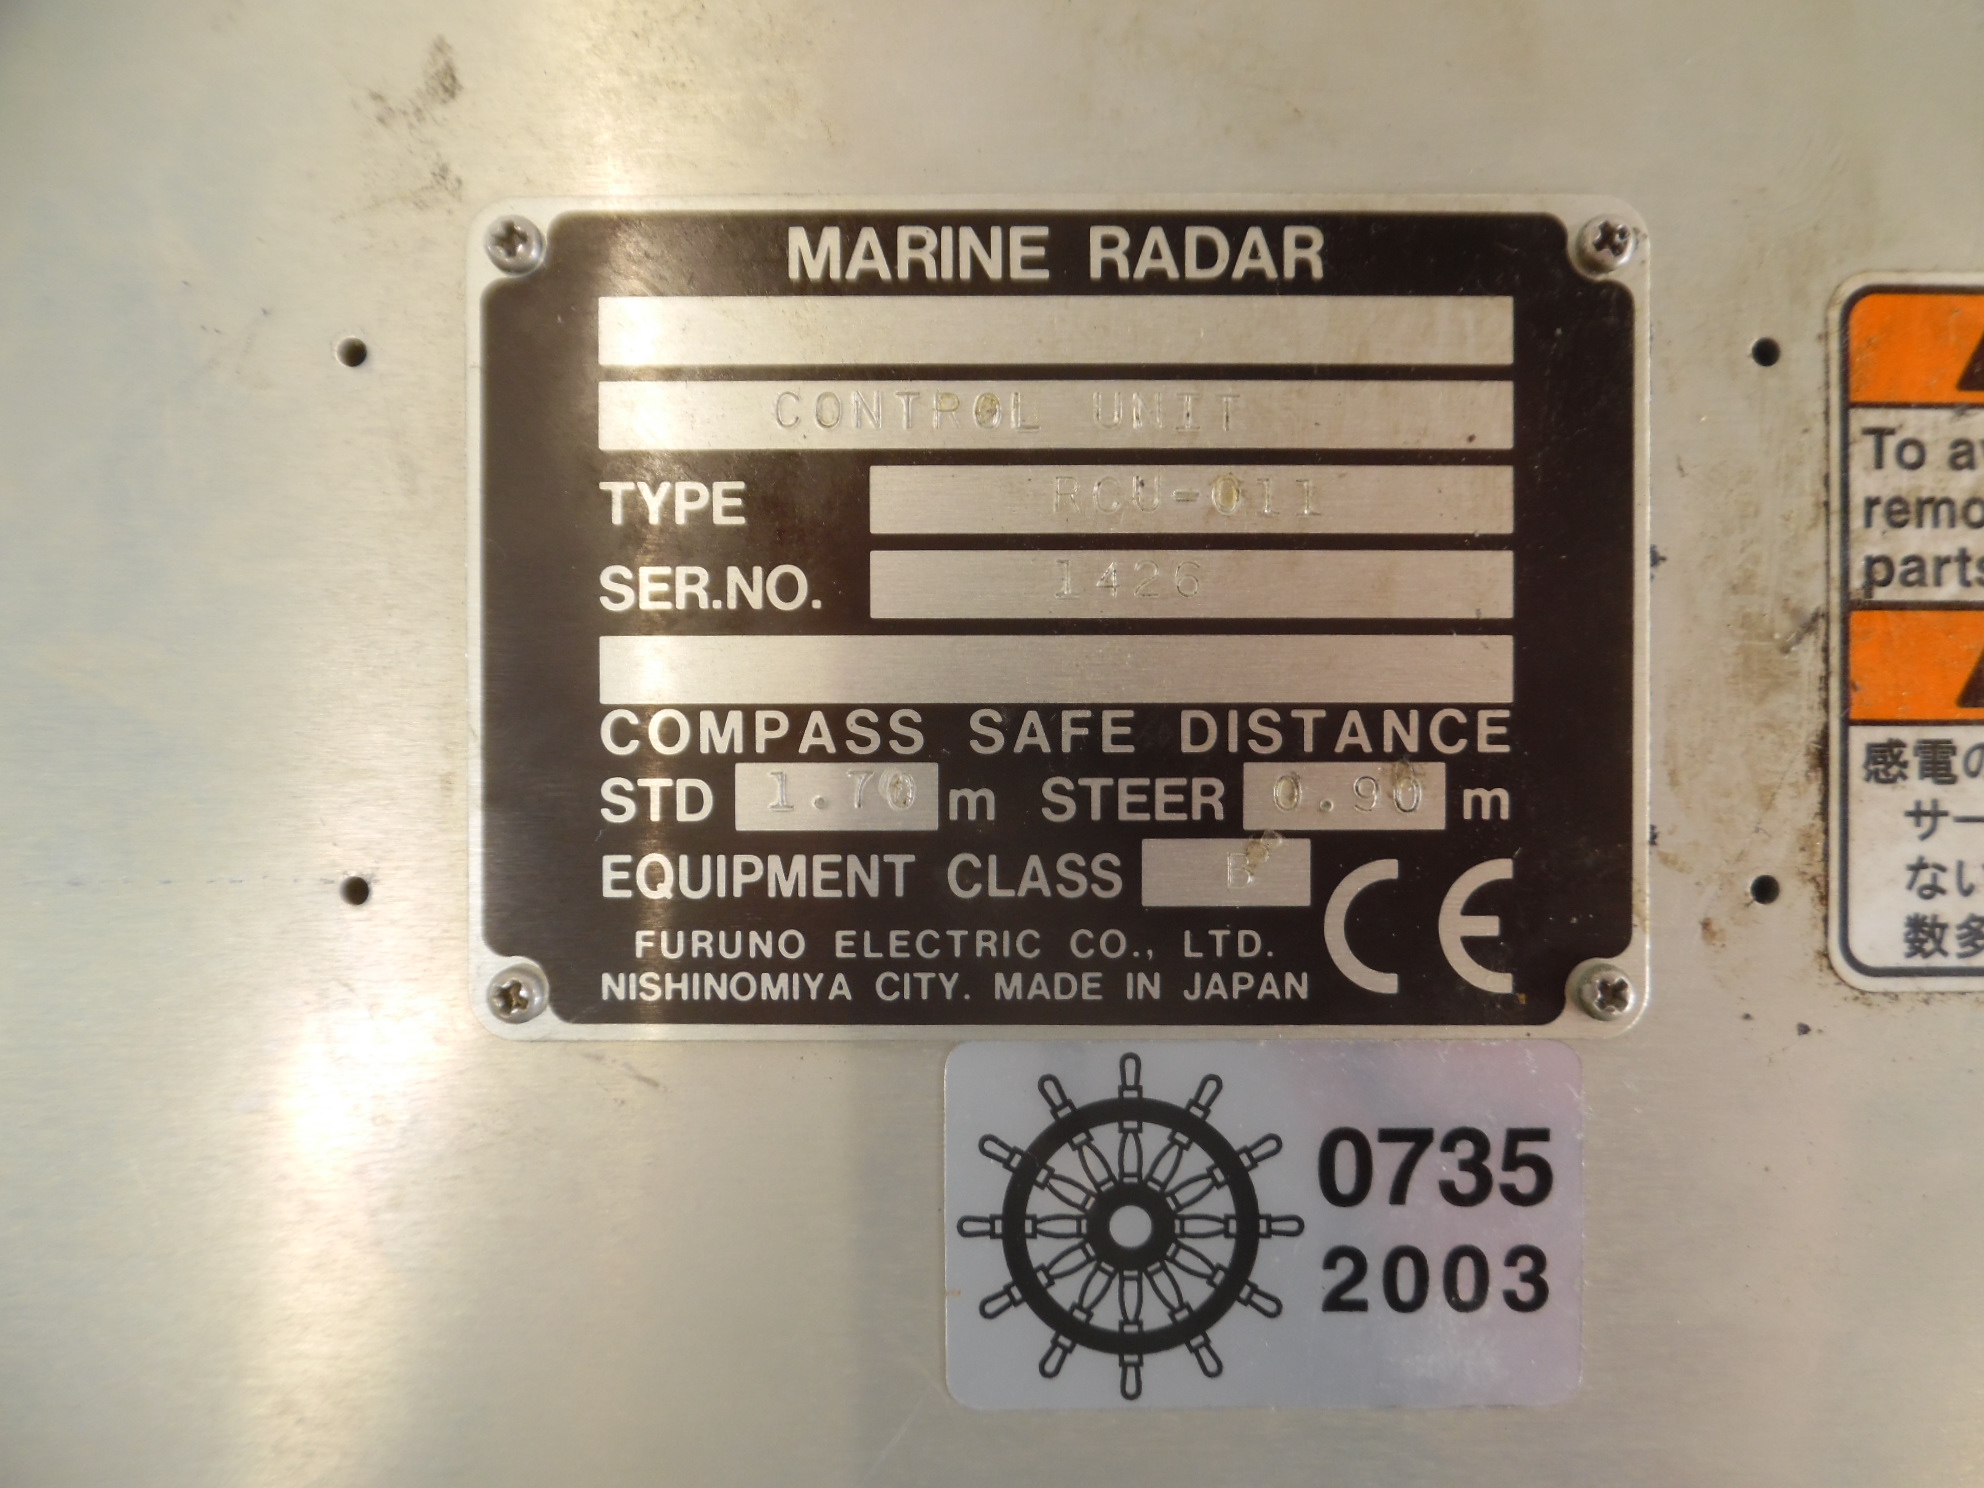 MARINE RADAR
CONTROL UNIT
TYPE RCU-011
SER.NO. 1426
COMPASS SAFE DISTANCE
STD 1.70 m STEER 0.90 m
EQUIPMENT CLASS B
CE
FURUNO ELECTRIC CO., LTD.
NISHINOMIYA CITY. MADE IN JAPAN
0735
2003
To
parts
感電の
サー
ない
数多